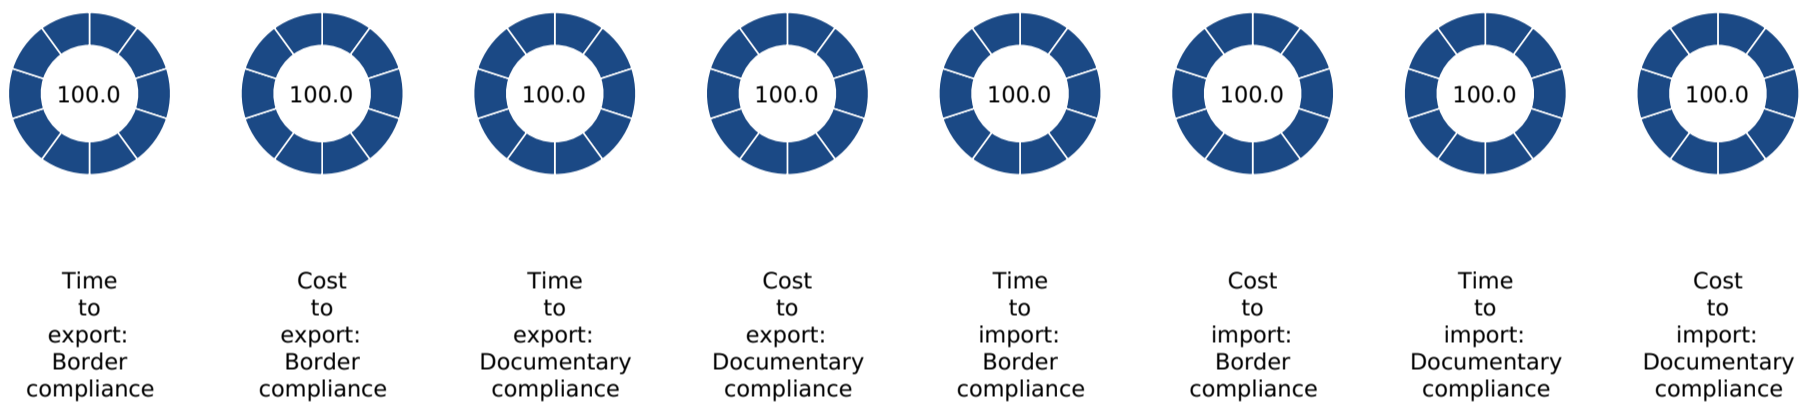 100.0 100.0 100.0 100.0 100.0 100.0 100.0 100.0
Time Cost Time Cost Time Cost Time Cost
to to to to to to to to
export: export: export: export: import: import: import: import:
Border Border Documentary Documentary Border Border Documentary Documentary
compliance compliance compliance compliance compliance compliance compliance compliance